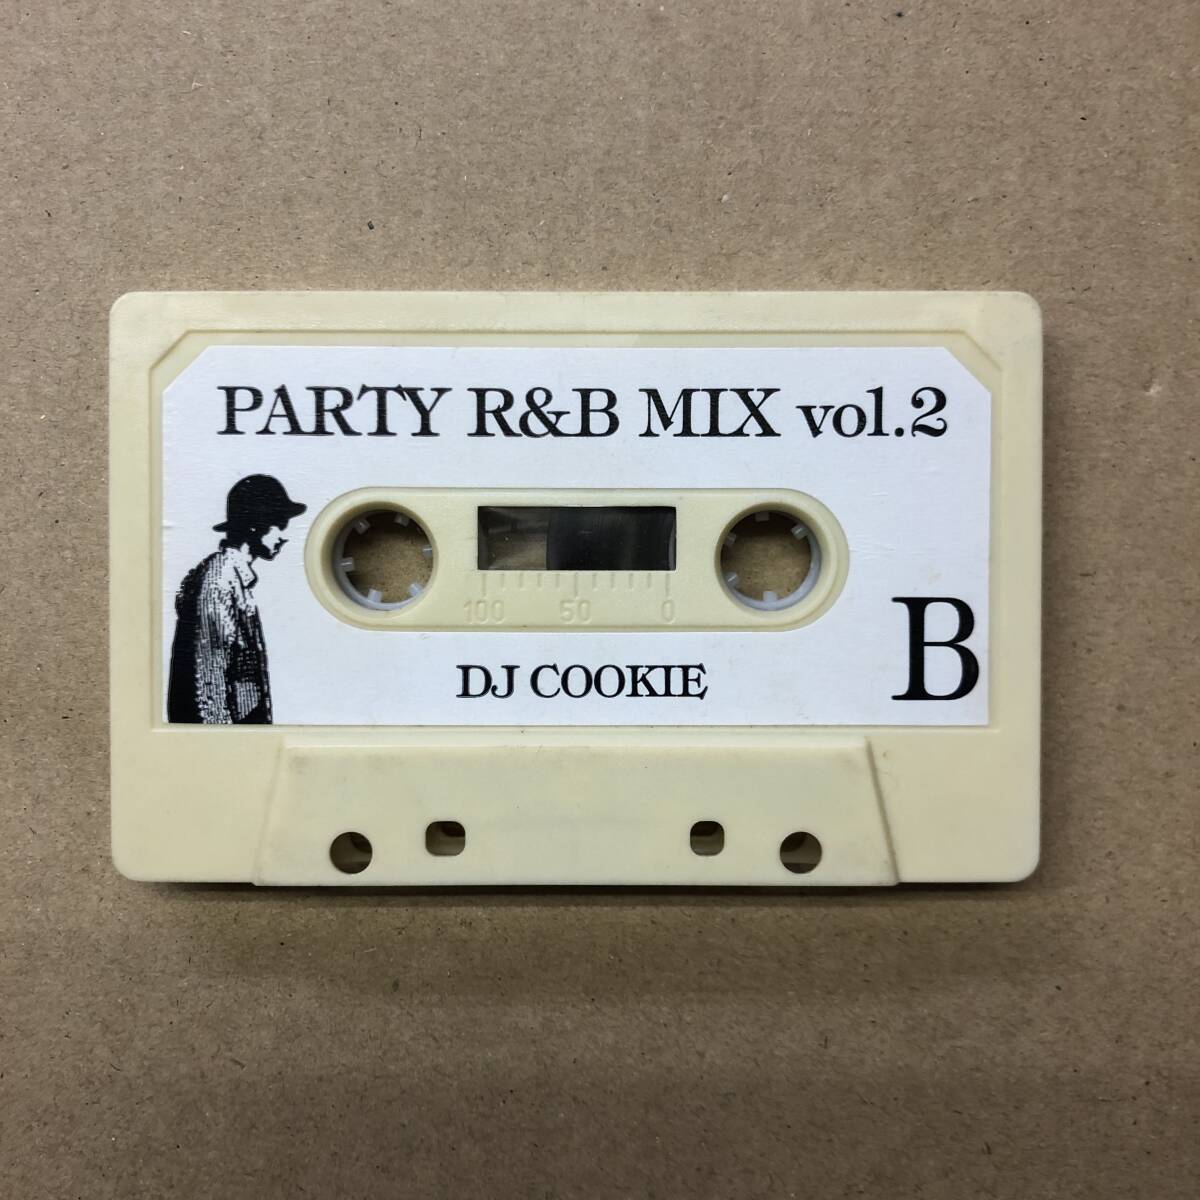 PARTY R&B MIX vol.2
100 50 0
B
DJ COOKIE